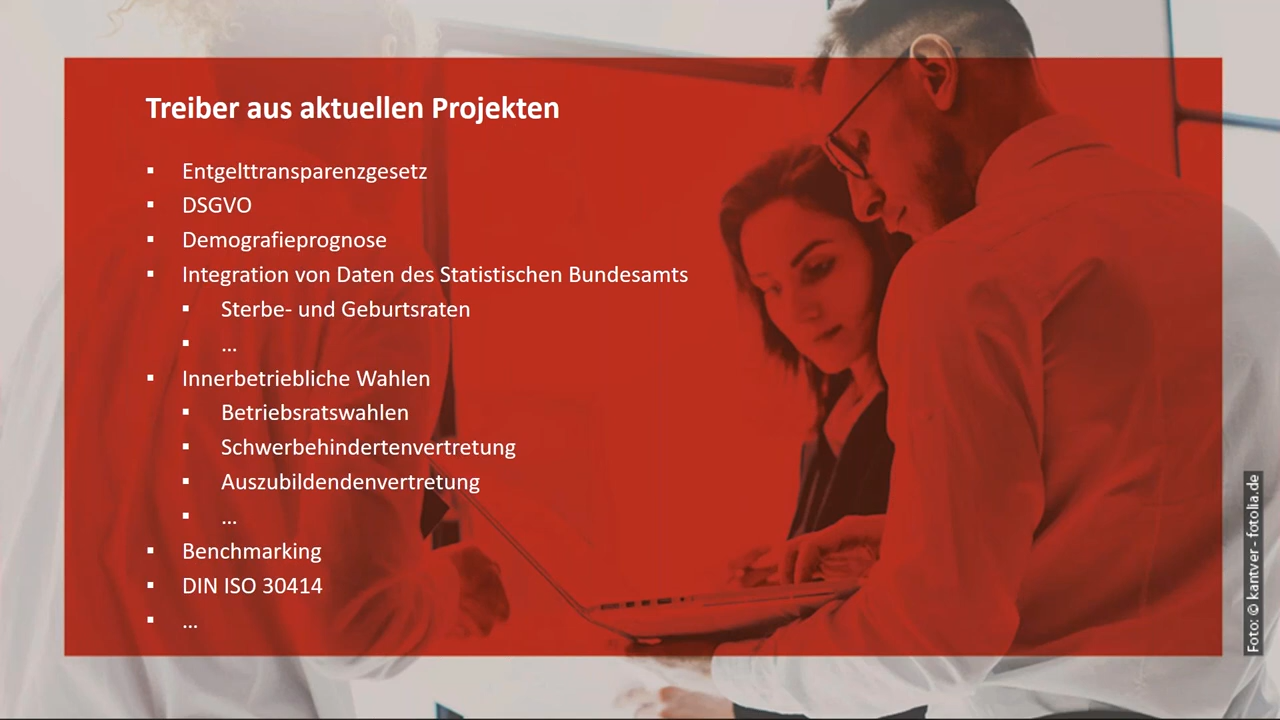 Treiber aus aktuellen Projekten
▪ Entgelttransparenzgesetz
▪ DSGVO
▪ Demografieprognose
▪ Integration von Daten des Statistischen Bundesamts
▪ Sterbe- und Geburtsraten
▪ ...
▪ Innerbetriebliche Wahlen
▪ Betriebsratswahlen
▪ Schwerbehindertenvertretung
▪ Auszubildendenvertretung
▪ ...
▪ Benchmarking
▪ DIN ISO 30414
▪ ...
Foto: © kantver - fotolia.de